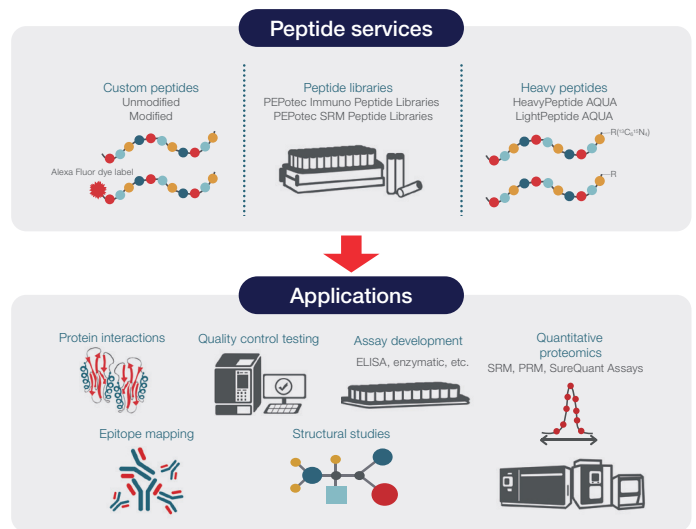 Peptide services
Custom peptides
Unmodified
Modified
Alexa Fluor dye label
Peptide libraries
PEPotec Immuno Peptide Libraries
PEPotec SRM Peptide Libraries
Heavy peptides
HeavyPeptide AQUA
LightPeptide AQUA
R(¹³C₆¹⁵N₄)
R
Applications
Protein interactions
Quality control testing
Assay development
ELISA, enzymatic, etc.
Quantitative
proteomics
SRM, PRM, SureQuant Assays
Epitope mapping
Structural studies